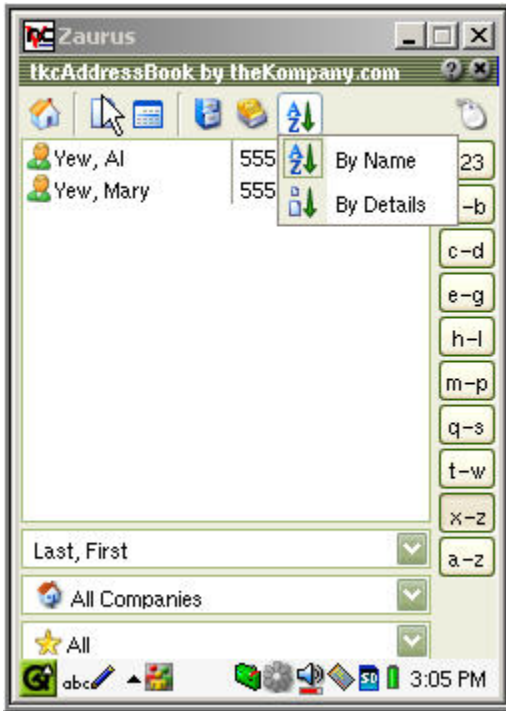 Zaurus
tkcAddressBook by theKompany.com
Yew, Al 555
Yew, Mary 555
By Name
By Details
23
-b
c-d
e-g
h-l
m-p
q-s
t-w
x-z
a-z
Last, First
All Companies
All
abc
SD
3:05 PM